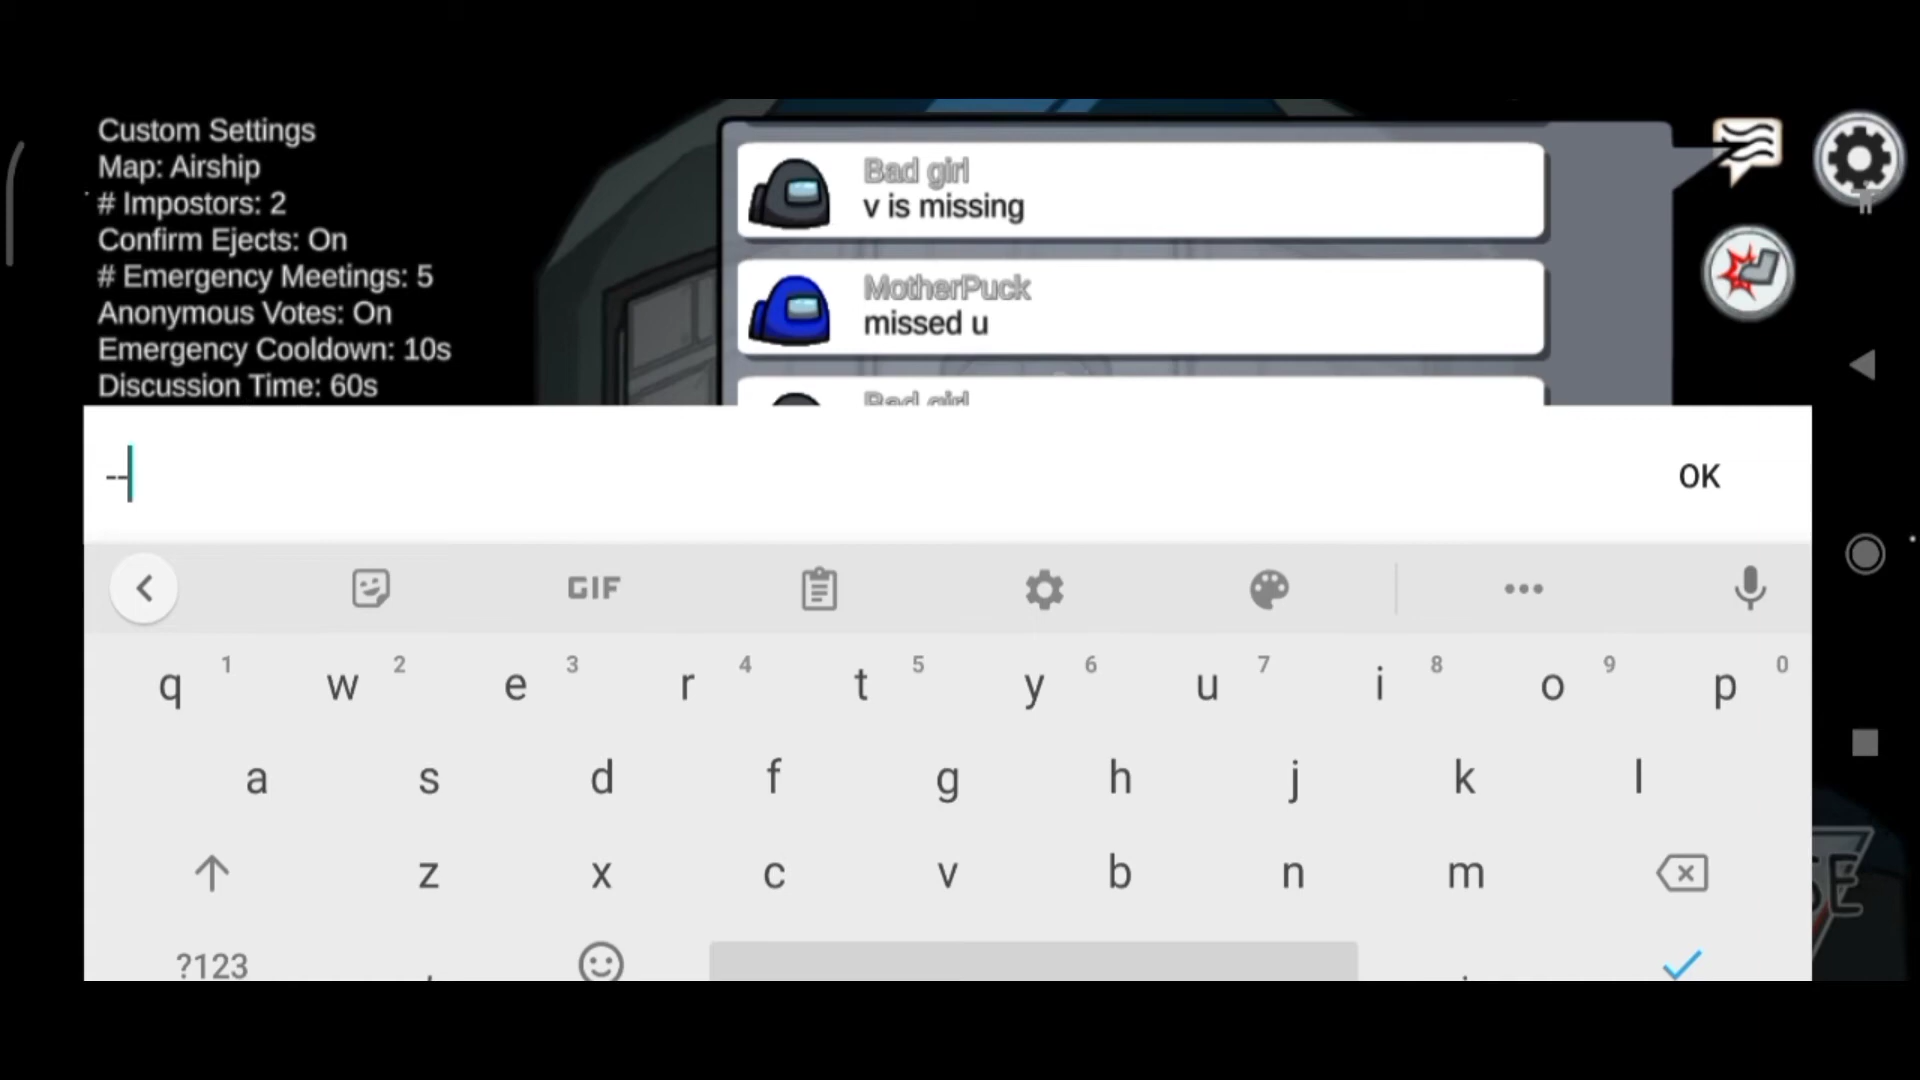 Custom Settings
Map: Airship
# Impostors: 2
Confirm Ejects: On
# Emergency Meetings: 5
Anonymous Votes: On
Emergency Cooldown: 10s
Discussion Time: 60s
Bad girl
v is missing
MotherPuck
missed u
Bad girl
--
OK
GIF
q 1 w 2 e 3 r 4 t 5 y 6 u 7 i 8 o 9 p 0
a s d f g h j k l
z x c v b n m
?123 , .